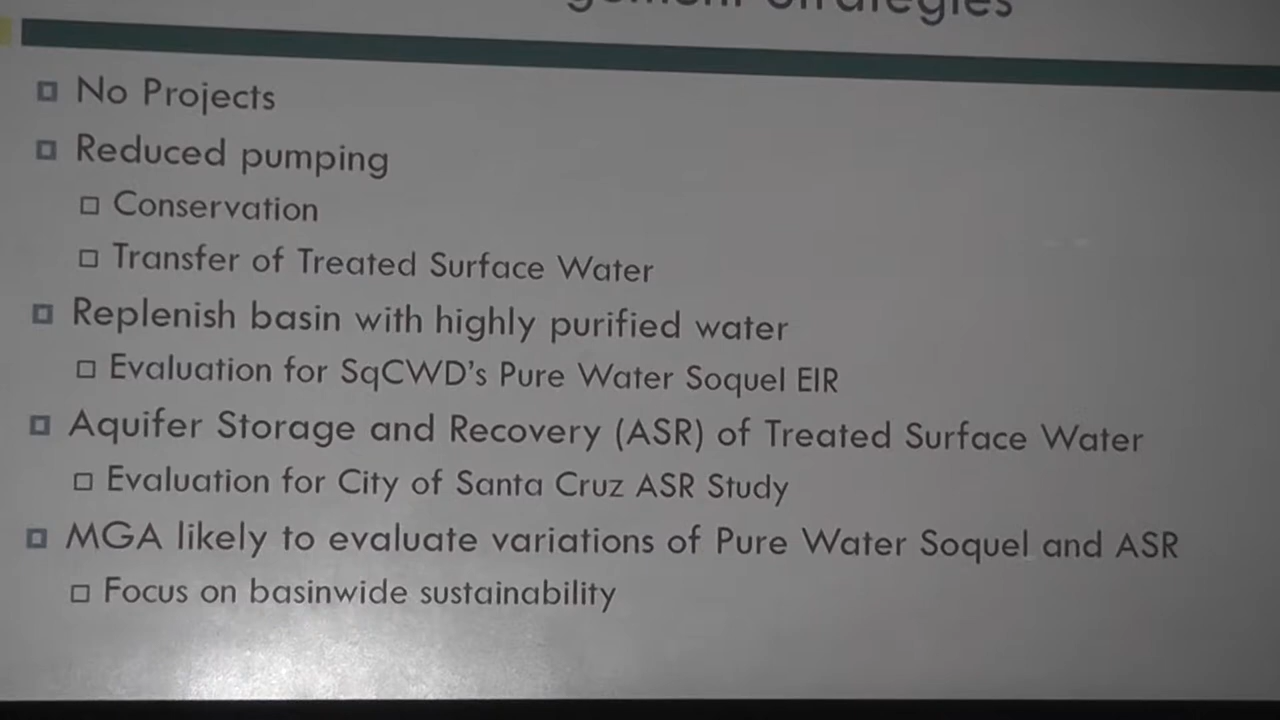 Strategies
No Projects
Reduced pumping
Conservation
Transfer of Treated Surface Water
Replenish basin with highly purified water
Evaluation for SqCWD's Pure Water Soquel EIR
Aquifer Storage and Recovery (ASR) of Treated Surface Water
Evaluation for City of Santa Cruz ASR Study
MGA likely to evaluate variations of Pure Water Soquel and ASR
Focus on basinwide sustainability